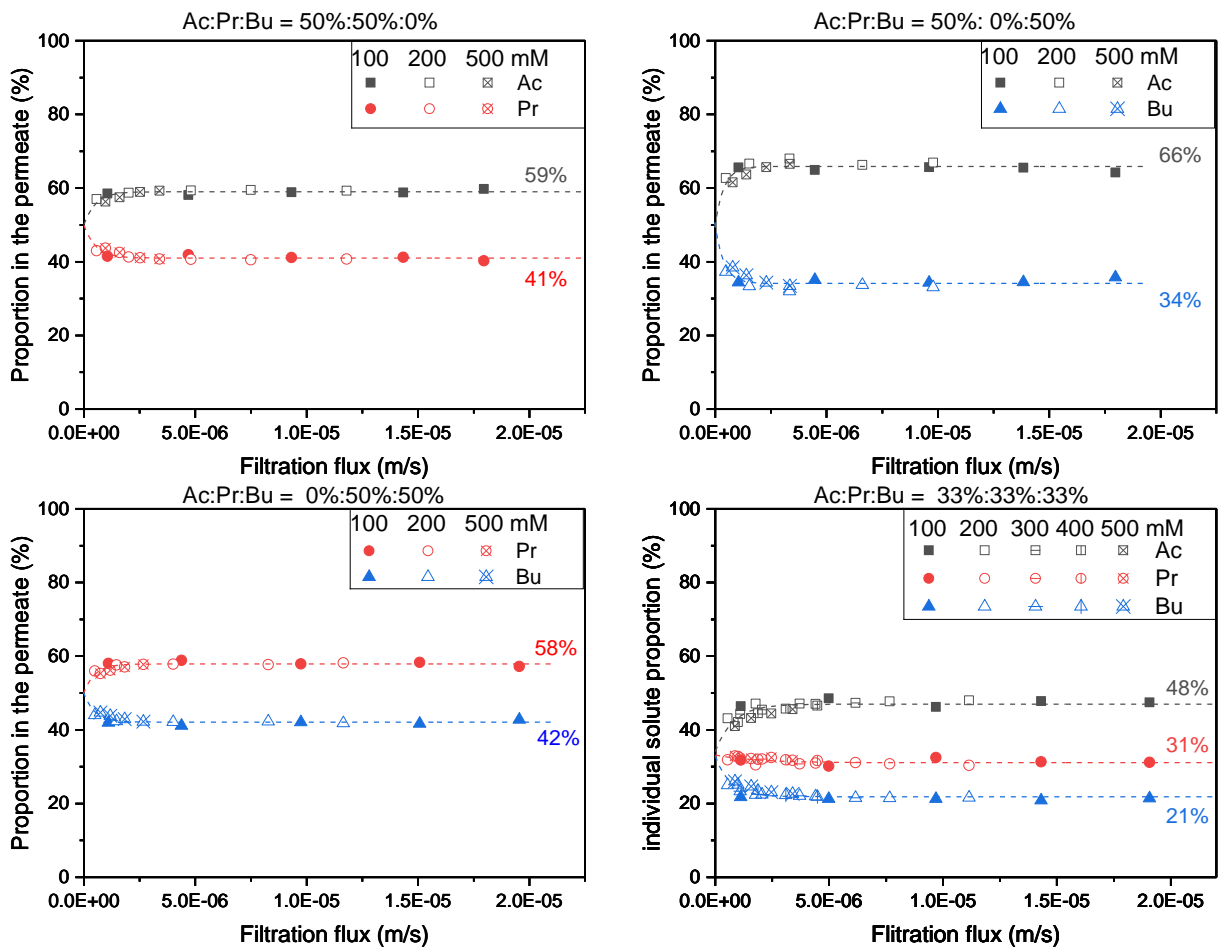 Ac:Pr:Bu = 50%:50%:0%
100 200 500 mM
Ac
Pr
59%
41%
Proportion in the permeate (%)
100
80
60
40
20
0
0.0E+00 5.0E-06 1.0E-05 1.5E-05 2.0E-05
Filtration flux (m/s)
Ac:Pr:Bu = 50%: 0%:50%
100 200 500 mM
Ac
Bu
66%
34%
Proportion in the permeate (%)
100
80
60
40
20
0
0.0E+00 5.0E-06 1.0E-05 1.5E-05 2.0E-05
Filtration flux (m/s)
Ac:Pr:Bu = 0%:50%:50%
100 200 500 mM
Pr
Bu
58%
42%
Proportion in the permeate (%)
100
80
60
40
20
0
0.0E+00 5.0E-06 1.0E-05 1.5E-05 2.0E-05
Filtration flux (m/s)
Ac:Pr:Bu = 33%:33%:33%
100 200 300 400 500 mM
Ac
Pr
Bu
48%
31%
21%
individual solute proportion (%)
100
80
60
40
20
0
0.0E+00 5.0E-06 1.0E-05 1.5E-05 2.0E-05
Filtration flux (m/s)